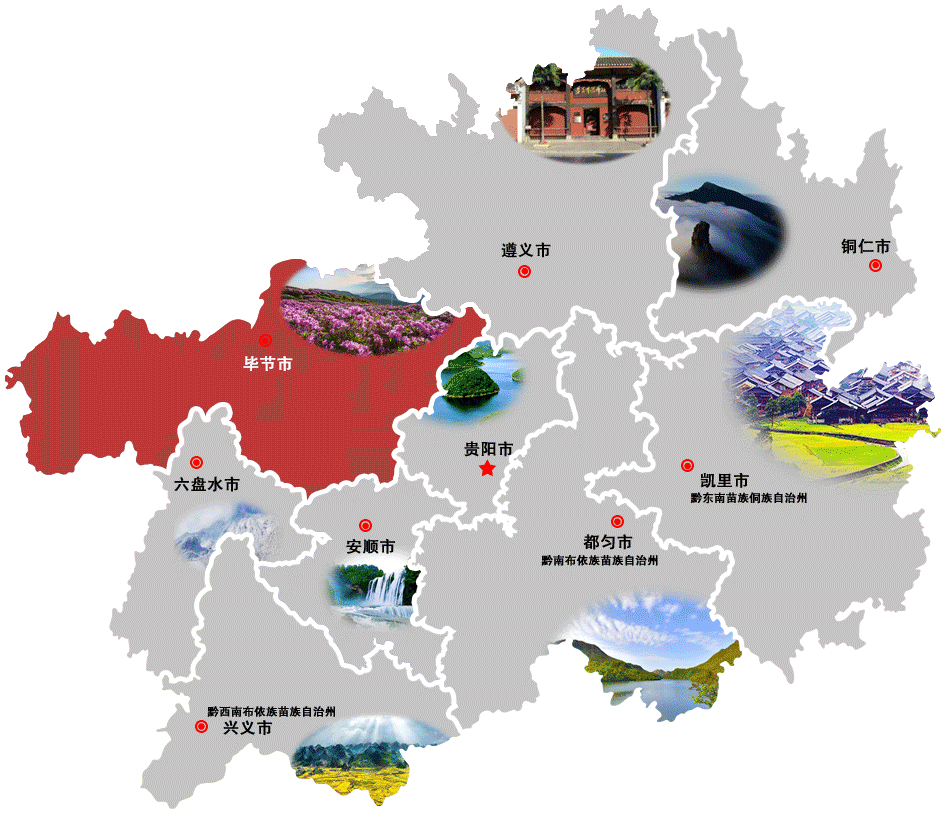 遵义市
铜仁市
毕节市
贵阳市
六盘水市
凯里市
黔东南苗族侗族自治州
安顺市
都匀市
黔南布依族苗族自治州
黔西南布依族苗族自治州
兴义市